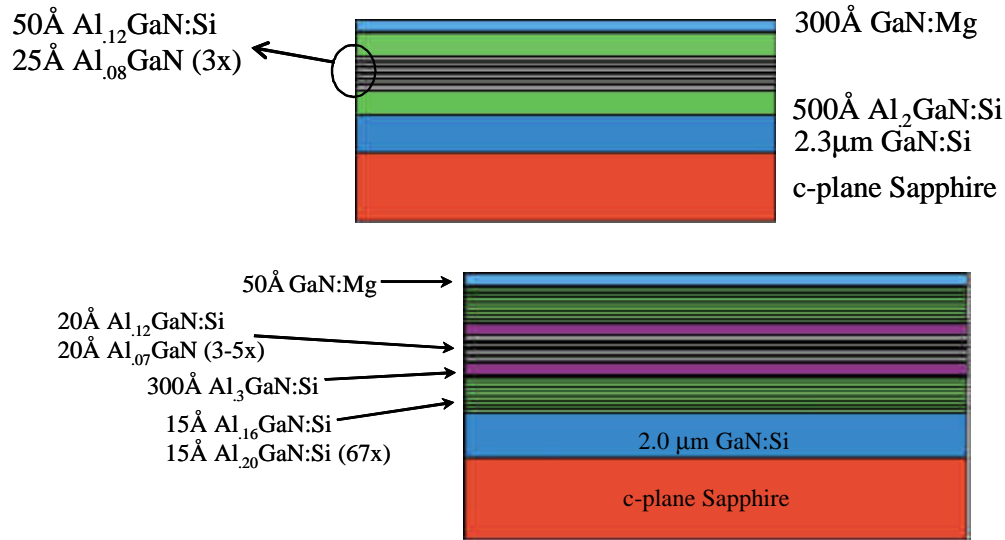 50Å Al.12GaN:Si
25Å Al.08GaN (3x)
300Å GaN:Mg
500Å Al.2GaN:Si
2.3μm GaN:Si
c-plane Sapphire
50Å GaN:Mg
20Å Al.12GaN:Si
20Å Al.07GaN (3-5x)
300Å Al.3GaN:Si
15Å Al.16GaN:Si
15Å Al.20GaN:Si (67x)
2.0 μm GaN:Si
c-plane Sapphire